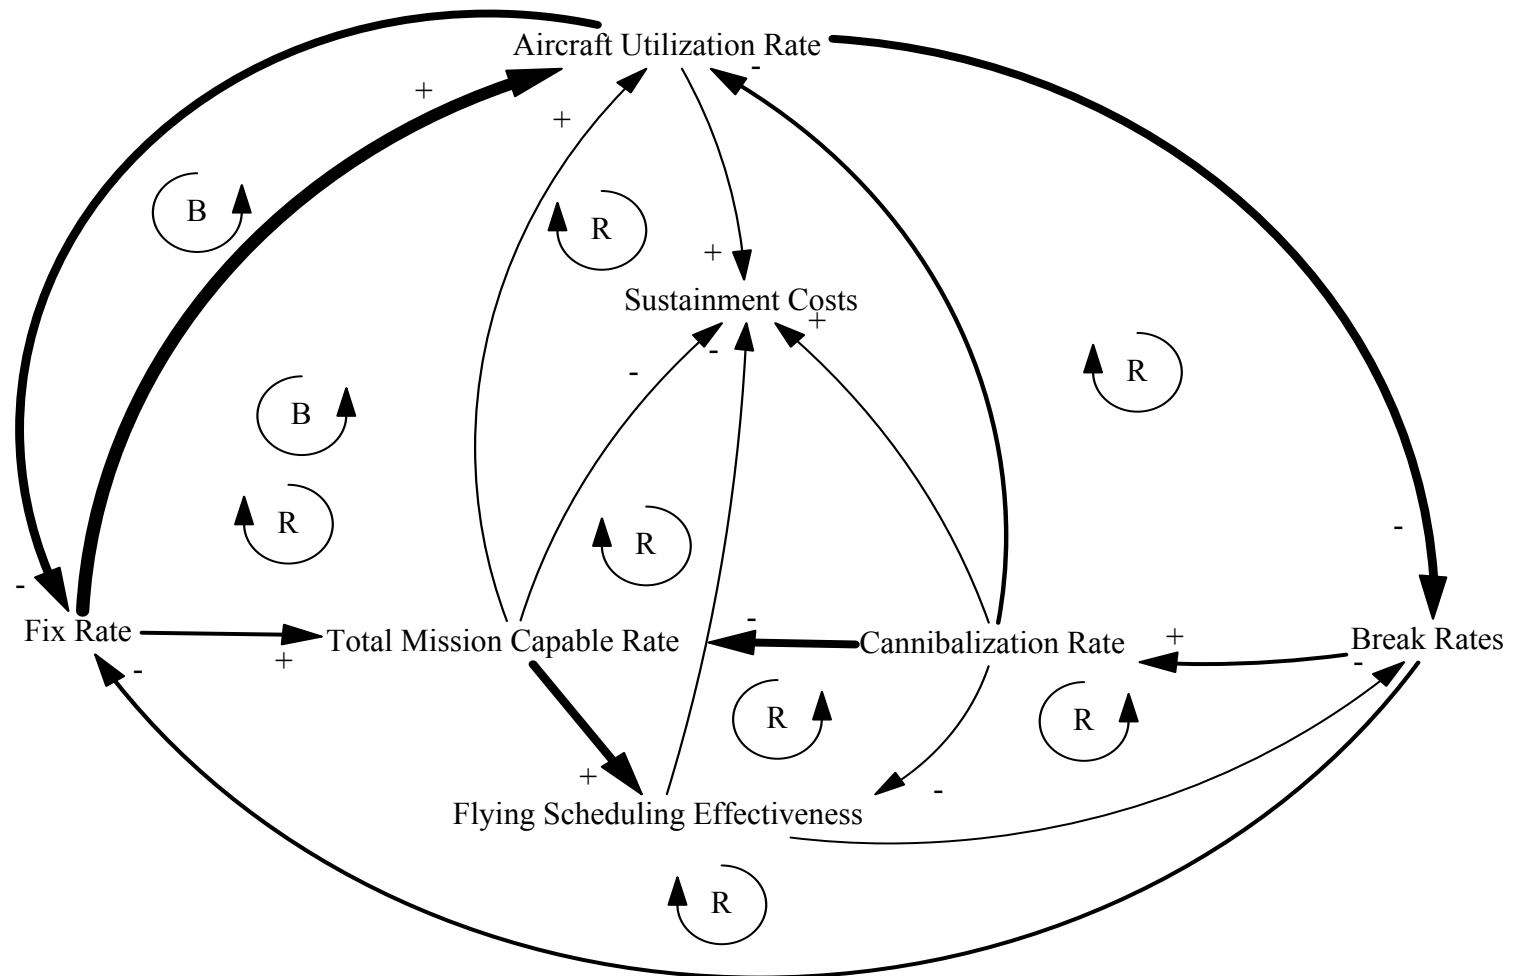 Aircraft Utilization Rate
-
+
+
B
R
+
Sustainment Costs
+
-
-
R
B
R
R
-
-
Fix Rate
+
-
Total Mission Capable Rate
-
Cannibalization Rate
+
-
Break Rates
-
R
R
+
-
Flying Scheduling Effectiveness
R